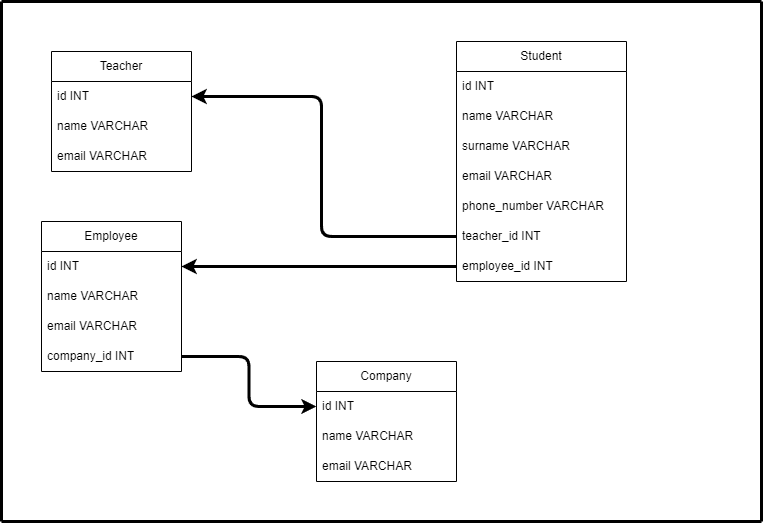 Teacher
id INT
name VARCHAR
email VARCHAR
Student
id INT
name VARCHAR
surname VARCHAR
email VARCHAR
phone_number VARCHAR
teacher_id INT
employee_id INT
Employee
id INT
name VARCHAR
email VARCHAR
company_id INT
Company
id INT
name VARCHAR
email VARCHAR